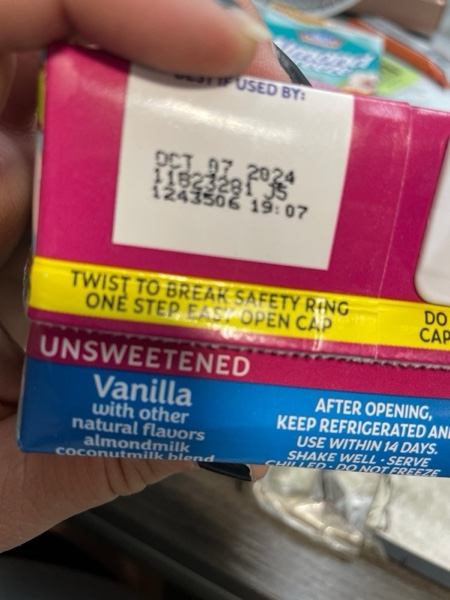 BEST IF USED BY:
OCT 07 2024
11823281 J5
1243506 19:07
TWIST TO BREAK SAFETY RING
ONE STEP, EASY OPEN CAP
DO
CAP
UNSWEETENED
Vanilla
with other
natural flavors
almondmilk
coconutmilk blend
AFTER OPENING,
KEEP REFRIGERATED AN
USE WITHIN 14 DAYS.
SHAKE WELL · SERVE
CHILLED · DO NOT FREEZE